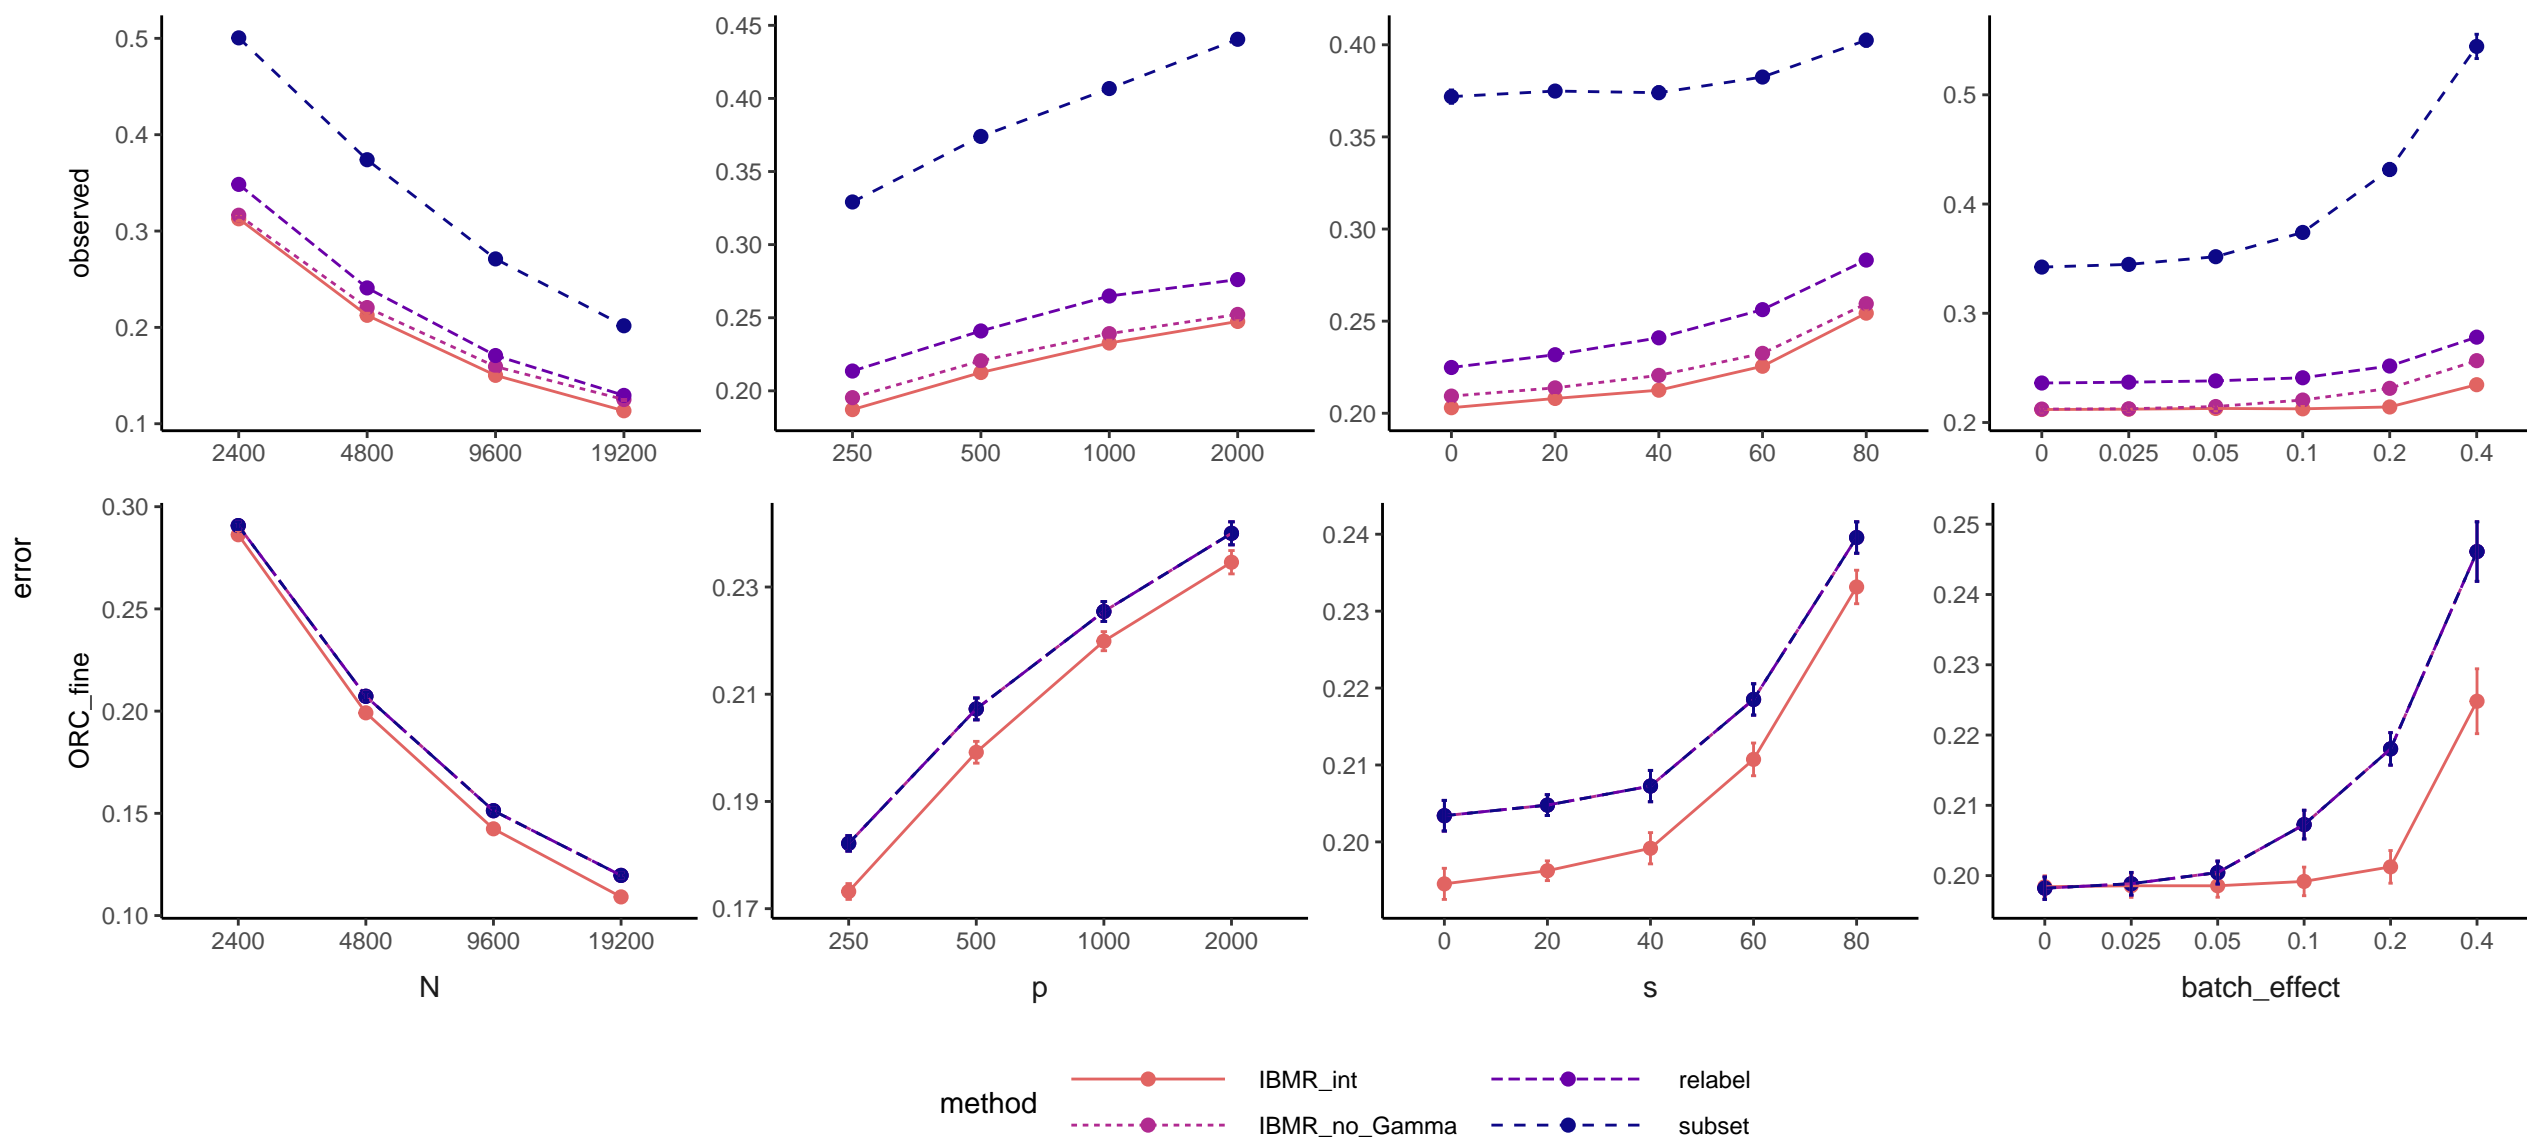 0.5
0.4
0.3
0.2
0.1
2400 4800 9600 19200
0.45
0.40
0.35
0.30
0.25
0.20
250 500 1000 2000
0.40
0.35
0.30
0.25
0.20
0 20 40 60 80
0.5
0.4
0.3
0.2
0 0.025 0.05 0.1 0.2 0.4
observed
error
ORC_fine
0.30
0.25
0.20
0.15
0.10
2400 4800 9600 19200
N
0.23
0.21
0.19
0.17
250 500 1000 2000
p
0.24
0.23
0.22
0.21
0.20
0 20 40 60 80
s
0.25
0.24
0.23
0.22
0.21
0.20
0 0.025 0.05 0.1 0.2 0.4
batch_effect
method
IBMR_int
relabel
IBMR_no_Gamma
subset